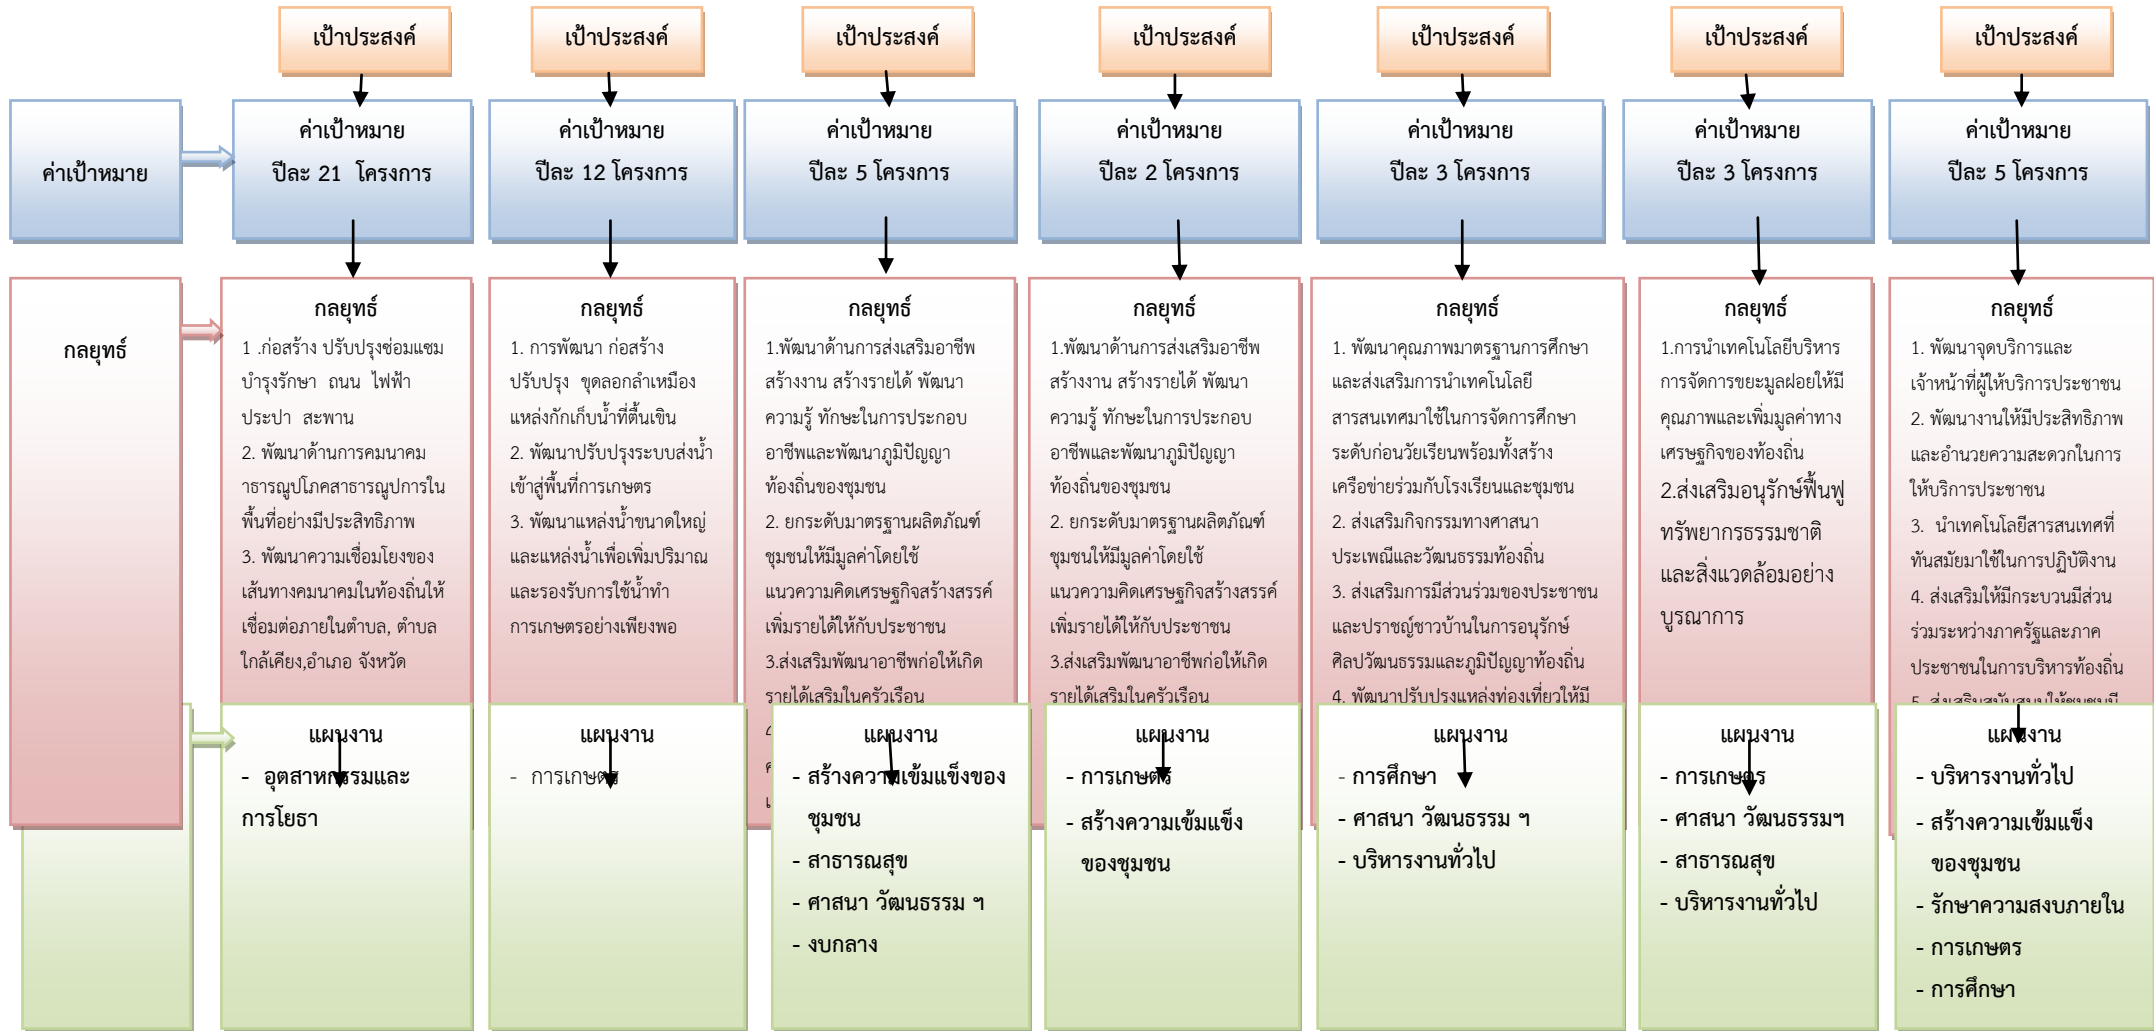 เป้าประสงค์
เป้าประสงค์
เป้าประสงค์
เป้าประสงค์
เป้าประสงค์
เป้าประสงค์
เป้าประสงค์
ค่าเป้าหมาย
ค่าเป้าหมาย
ปีละ 21 โครงการ
ค่าเป้าหมาย
ปีละ 12 โครงการ
ค่าเป้าหมาย
ปีละ 5 โครงการ
ค่าเป้าหมาย
ปีละ 2 โครงการ
ค่าเป้าหมาย
ปีละ 3 โครงการ
ค่าเป้าหมาย
ปีละ 3 โครงการ
ค่าเป้าหมาย
ปีละ 5 โครงการ
กลยุทธ์
กลยุทธ์
1 .ก่อสร้าง ปรับปรุงซ่อมแซม
บำรุงรักษา ถนน ไฟฟ้า
ประปา สะพาน
2. พัฒนาด้านการคมนาคม
าธารณูปโภคสาธารณูปการใน
พื้นที่อย่างมีประสิทธิภาพ
3. พัฒนาความเชื่อมโยงของ
เส้นทางคมนาคมในท้องถิ่นให้
เชื่อมต่อภายในตำบล, ตำบล
ใกล้เคียง,อำเภอ จังหวัด
กลยุทธ์
1. การพัฒนา ก่อสร้าง
ปรับปรุง ขุดลอกลำเหมือง
แหล่งกักเก็บน้ำที่ตื้นเขิน
2. พัฒนาปรับปรุงระบบส่งน้ำ
เข้าสู่พื้นที่การเกษตร
3. พัฒนาแหล่งน้ำขนาดใหญ่
และแหล่งน้ำเพื่อเพิ่มปริมาณ
และรองรับการใช้น้ำทำ
การเกษตรอย่างเพียงพอ
กลยุทธ์
1.พัฒนาด้านการส่งเสริมอาชีพ
สร้างงาน สร้างรายได้ พัฒนา
ความรู้ ทักษะในการประกอบ
อาชีพและพัฒนาภูมิปัญญา
ท้องถิ่นของชุมชน
2. ยกระดับมาตรฐานผลิตภัณฑ์
ชุมชนให้มีมูลค่าโดยใช้
แนวความคิดเศรษฐกิจสร้างสรรค์
เพิ่มรายได้ให้กับประชาชน
3.ส่งเสริมพัฒนาอาชีพก่อให้เกิด
รายได้เสริมในครัวเรือน
กลยุทธ์
1.พัฒนาด้านการส่งเสริมอาชีพ
สร้างงาน สร้างรายได้ พัฒนา
ความรู้ ทักษะในการประกอบ
อาชีพและพัฒนาภูมิปัญญา
ท้องถิ่นของชุมชน
2. ยกระดับมาตรฐานผลิตภัณฑ์
ชุมชนให้มีมูลค่าโดยใช้
แนวความคิดเศรษฐกิจสร้างสรรค์
เพิ่มรายได้ให้กับประชาชน
3.ส่งเสริมพัฒนาอาชีพก่อให้เกิด
รายได้เสริมในครัวเรือน
กลยุทธ์
1. พัฒนาคุณภาพมาตรฐานการศึกษา
และส่งเสริมการนำเทคโนโลยี
สารสนเทศมาใช้ในการจัดการศึกษา
ระดับก่อนวัยเรียนพร้อมทั้งสร้าง
เครือข่ายร่วมกับโรงเรียนและชุมชน
2. ส่งเสริมกิจกรรมทางศาสนา
ประเพณีและวัฒนธรรมท้องถิ่น
3. ส่งเสริมการมีส่วนร่วมของประชาชน
และปราชญ์ชาวบ้านในการอนุรักษ์
ศิลปวัฒนธรรมและภูมิปัญญาท้องถิ่น
4. พัฒนาปรับปรุงแหล่งท่องเที่ยวให้มี
กลยุทธ์
1.การนำเทคโนโลยีบริหาร
การจัดการขยะมูลฝอยให้มี
คุณภาพและเพิ่มมูลค่าทาง
เศรษฐกิจของท้องถิ่น
2.ส่งเสริมอนุรักษ์ฟื้นฟู
ทรัพยากรธรรมชาติ
และสิ่งแวดล้อมอย่าง
บูรณาการ
กลยุทธ์
1. พัฒนาจุดบริการและ
เจ้าหน้าที่ผู้ให้บริการประชาชน
2. พัฒนางานให้มีประสิทธิภาพ
และอำนวยความสะดวกในการ
ให้บริการประชาชน
3. นำเทคโนโลยีสารสนเทศที่
ทันสมัยมาใช้ในการปฏิบัติงาน
4. ส่งเสริมให้มีกระบวนมีส่วน
ร่วมระหว่างภาครัฐและภาค
ประชาชนในการบริหารท้องถิ่น
5. ส่งเสริมสนับสนุนให้ชุมชนมี
แผนงาน
- อุตสาหกรรมและ
การโยธา
แผนงาน
- การเกษตร
แผนงาน
- สร้างความเข้มแข็งของ
ชุมชน
- สาธารณสุข
- ศาสนา วัฒนธรรม ฯ
- งบกลาง
แผนงาน
- การเกษตร
- สร้างความเข้มแข็ง
ของชุมชน
แผนงาน
- การศึกษา
- ศาสนา วัฒนธรรม ฯ
- บริหารงานทั่วไป
แผนงาน
- การเกษตร
- ศาสนา วัฒนธรรมฯ
- สาธารณสุข
- บริหารงานทั่วไป
แผนงาน
- บริหารงานทั่วไป
- สร้างความเข้มแข็ง
ของชุมชน
- รักษาความสงบภายใน
- การเกษตร
- การศึกษา